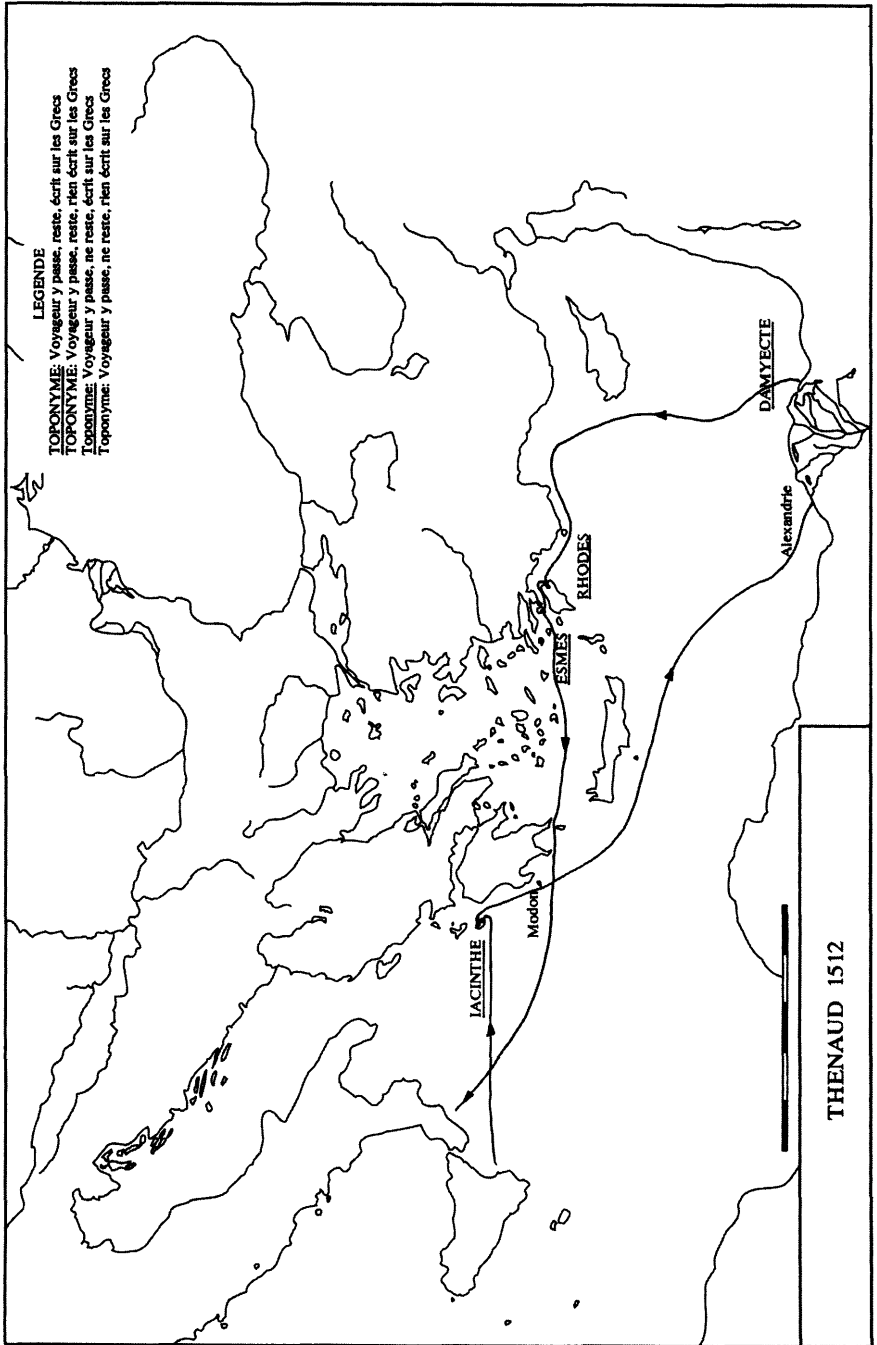 LEGENDE
TOPONYME: Voyageur y passe, reste, écrit sur les Grecs
TOPONYME: Voyageur y passe, reste, rien écrit sur les Grecs
Toponyme: Voyageur y passe, ne reste, écrit sur les Grecs
Toponyme: Voyageur y passe, ne reste, rien écrit sur les Grecs
IACINTHE
Modon
ESMES
RHODES
DAMYECTE
Alexandrie
THENAUD 1512